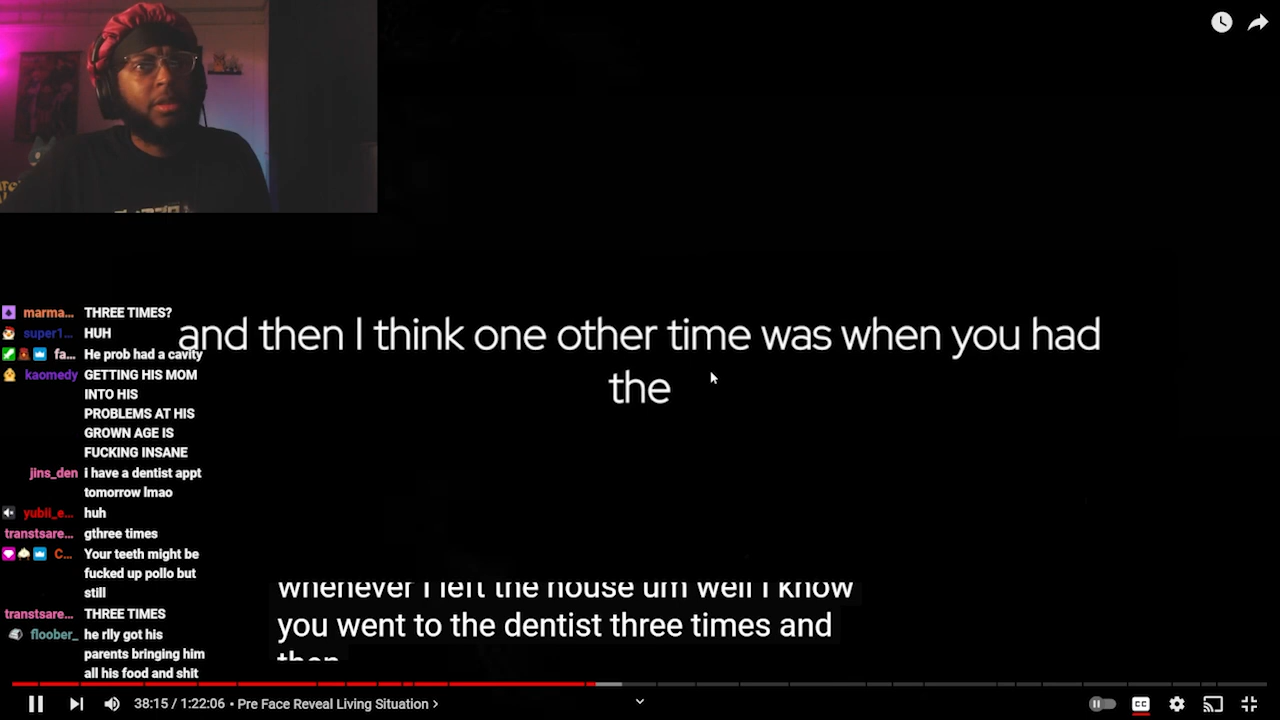 marma... THREE TIMES?
super1... HUH
and then I think one other time was when you had
the
fa... He prob had a cavity
kaomedy GETTING HIS MOM
INTO HIS
PROBLEMS AT HIS
GROWN AGE IS
FUCKING INSANE
jins_den i have a dentist appt
tomorrow lmao
yubii_e... huh
transtsare... gthree times
C... Your teeth might be
fucked up pollo but
still
transtsare... THREE TIMES
floober_ he rlly got his
parents bringing him
all his food and shit
whenever I left the house um well I know
you went to the dentist three times and
then
38:15 / 1:22:06 • Pre Face Reveal Living Situation >
CC